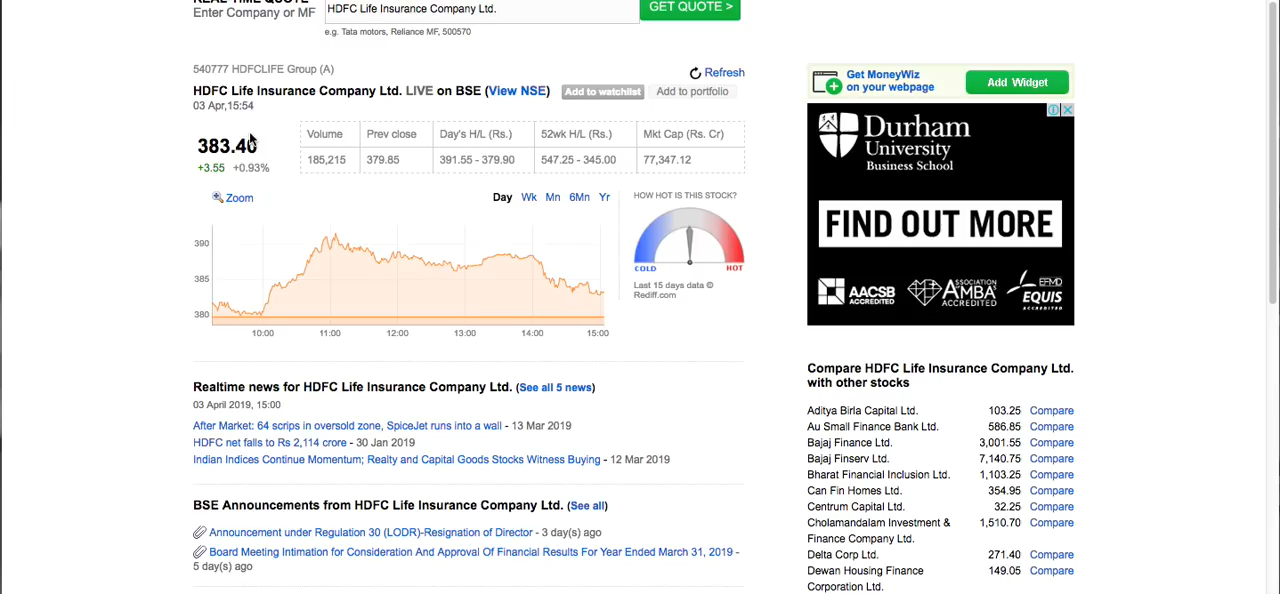 REAL TIME QUOTE
Enter Company or MF
HDFC Life Insurance Company Ltd.
GET QUOTE >
e.g. Tata motors, Reliance MF, 500570
540777 HDFCLIFE Group (A)
Refresh
HDFC Life Insurance Company Ltd. LIVE on BSE (View NSE)
Add to watchlist
Add to portfolio
03 Apr,15:54
383.40
+3.55 +0.93%
Volume Prev close Day's H/L (Rs.) 52wk H/L (Rs.) Mkt Cap (Rs. Cr)
185,215 379.85 391.55 - 379.90 547.25 - 345.00 77,347.12
Zoom
Day Wk Mn 6Mn Yr
390
385
380
10:00 11:00 12:00 13:00 14:00 15:00
HOW HOT IS THIS STOCK?
COLD HOT
Last 15 days data ©
Rediff.com
Realtime news for HDFC Life Insurance Company Ltd. (See all 5 news)
03 April 2019, 15:00
After Market: 64 scrips in oversold zone, SpiceJet runs into a wall - 13 Mar 2019
HDFC net falls to Rs 2,114 crore - 30 Jan 2019
Indian Indices Continue Momentum; Realty and Capital Goods Stocks Witness Buying - 12 Mar 2019
BSE Announcements from HDFC Life Insurance Company Ltd. (See all)
Announcement under Regulation 30 (LODR)-Resignation of Director - 3 day(s) ago
Board Meeting Intimation for Consideration And Approval Of Financial Results For Year Ended March 31, 2019 -
5 day(s) ago
Get MoneyWiz
on your webpage
Add Widget
Durham
University
Business School
FIND OUT MORE
AACSB
ACCREDITED
ASSOCIATION
AMBA
ACCREDITED
EFMD
EQUIS
ACCREDITED
Compare HDFC Life Insurance Company Ltd.
with other stocks
Aditya Birla Capital Ltd. 103.25 Compare
Au Small Finance Bank Ltd. 586.85 Compare
Bajaj Finance Ltd. 3,001.55 Compare
Bajaj Finserv Ltd. 7,140.75 Compare
Bharat Financial Inclusion Ltd. 1,103.25 Compare
Can Fin Homes Ltd. 354.95 Compare
Centrum Capital Ltd. 32.25 Compare
Cholamandalam Investment & 1,510.70 Compare
Finance Company Ltd.
Delta Corp Ltd. 271.40 Compare
Dewan Housing Finance 149.05 Compare
Corporation Ltd.